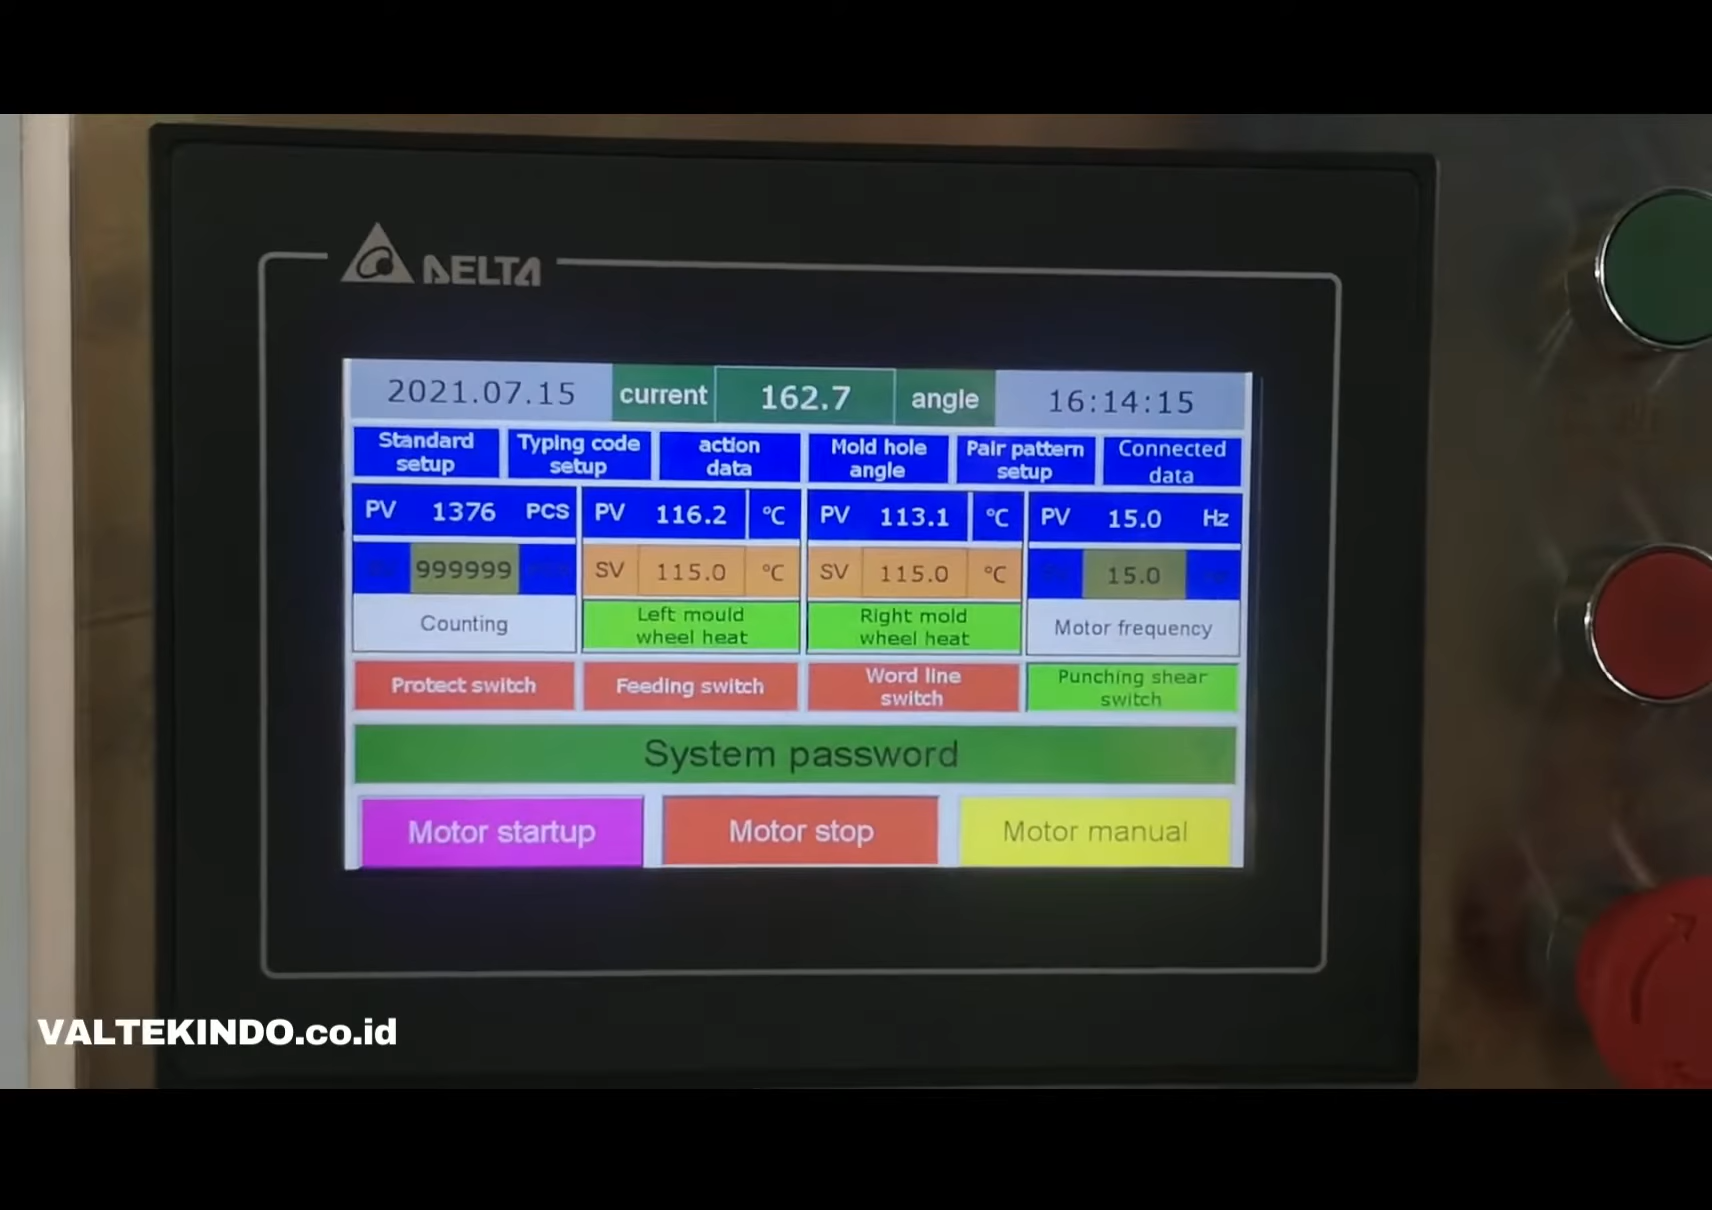 DELTA
2021.07.15 current 162.7 angle 16:14:15
Standard setup
Typing code setup
action data
Mold hole angle
Pair pattern setup
Connected data
PV 1376 PCS
PV 116.2 °C
PV 113.1 °C
PV 15.0 Hz
999999
SV 115.0 °C
SV 115.0 °C
15.0
Counting
Left mould
wheel heat
Right mold
wheel heat
Motor frequency
Protect switch
Feeding switch
Word line
switch
Punching shear
switch
System password
Motor startup
Motor stop
Motor manual
VALTEKINDO.co.id